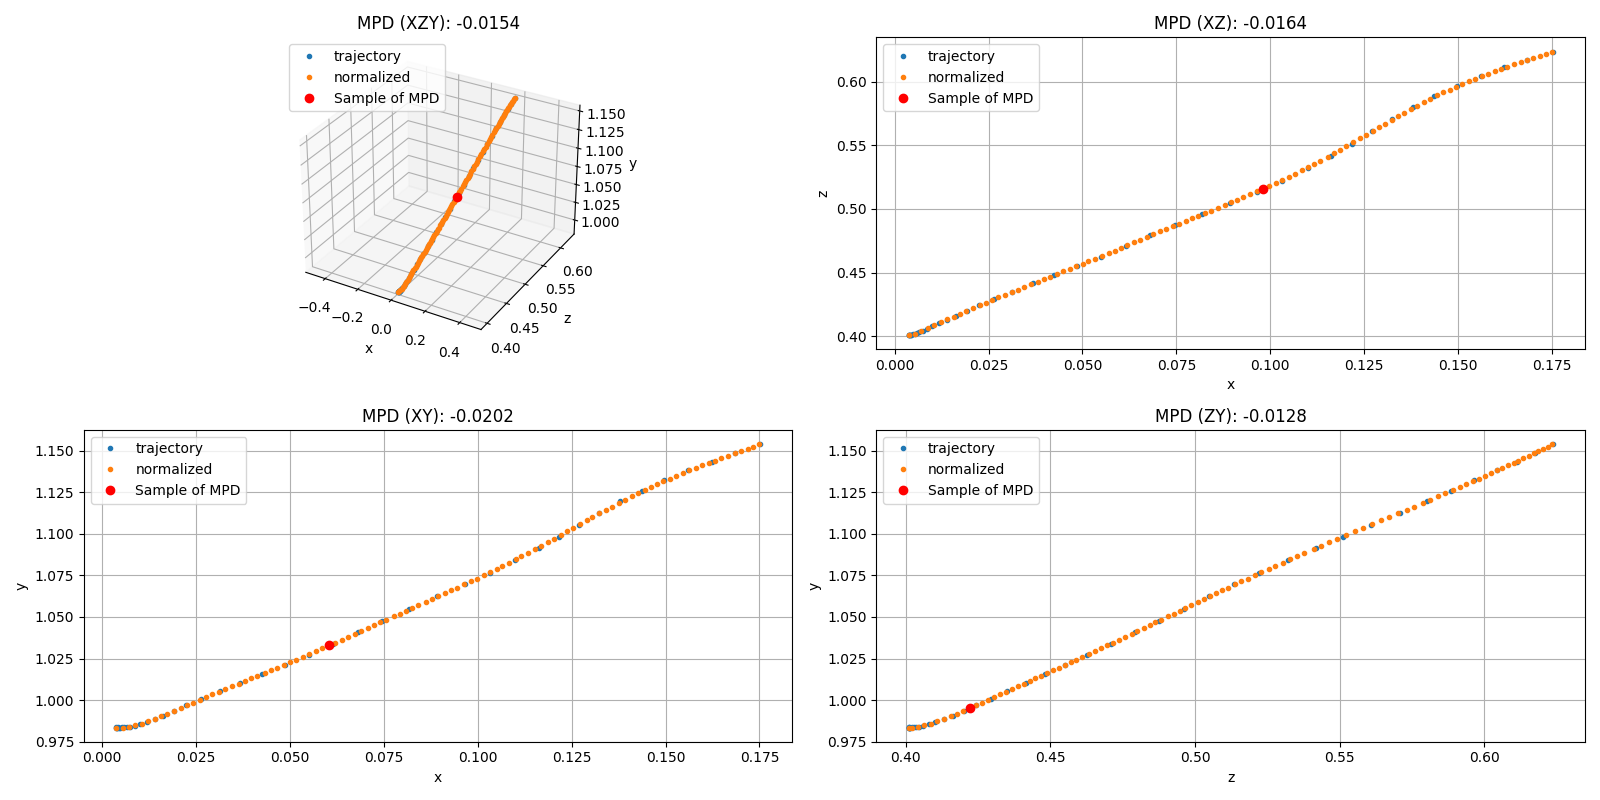 MPD (XZY): -0.0154
trajectory
normalized
Sample of MPD
1.150
1.125
1.100
1.075
1.050
1.025
1.000
y
0.60
0.55
0.50
0.45
0.40
z
−0.4
−0.2
0.0
0.2
0.4
x
MPD (XZ): -0.0164
trajectory
normalized
Sample of MPD
0.60
0.55
0.50
0.45
0.40
z
0.000 0.025 0.050 0.075 0.100 0.125 0.150 0.175
x
MPD (XY): -0.0202
trajectory
normalized
Sample of MPD
1.150
1.125
1.100
1.075
1.050
1.025
1.000
0.975
y
0.000 0.025 0.050 0.075 0.100 0.125 0.150 0.175
x
MPD (ZY): -0.0128
trajectory
normalized
Sample of MPD
1.150
1.125
1.100
1.075
1.050
1.025
1.000
0.975
y
0.40 0.45 0.50 0.55 0.60
z